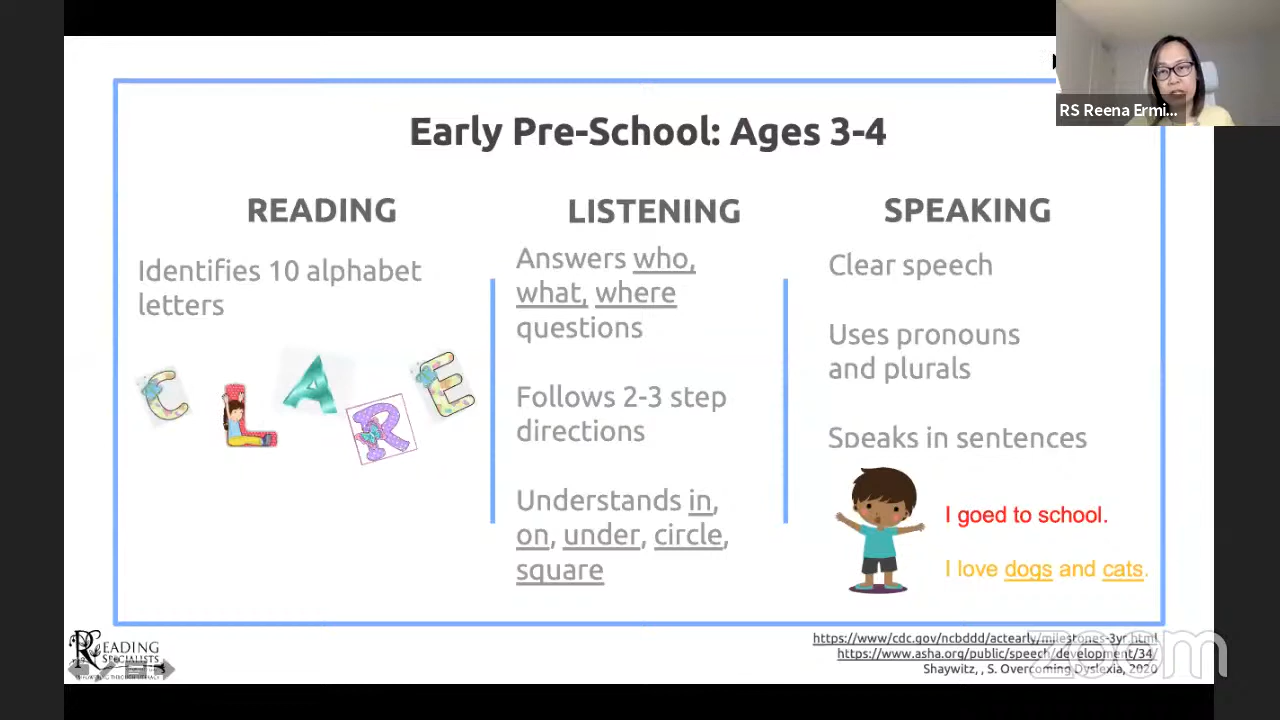 RS Reena Ermi...
Early Pre-School: Ages 3-4
READING
Identifies 10 alphabet
letters
C L A R E
LISTENING
Answers who,
what, where
questions
Follows 2-3 step
directions
Understands in,
on, under, circle,
square
SPEAKING
Clear speech
Uses pronouns
and plurals
Speaks in sentences
I goed to school.
I love dogs and cats.
READING
SPECIALISTS
https://www/cdc.gov/ncbddd/actearly/milestones-3yr.html
https://www.asha.org/public/speech/development/34/
Shaywitz, , S. Overcoming Dyslexia, 2020
zoom